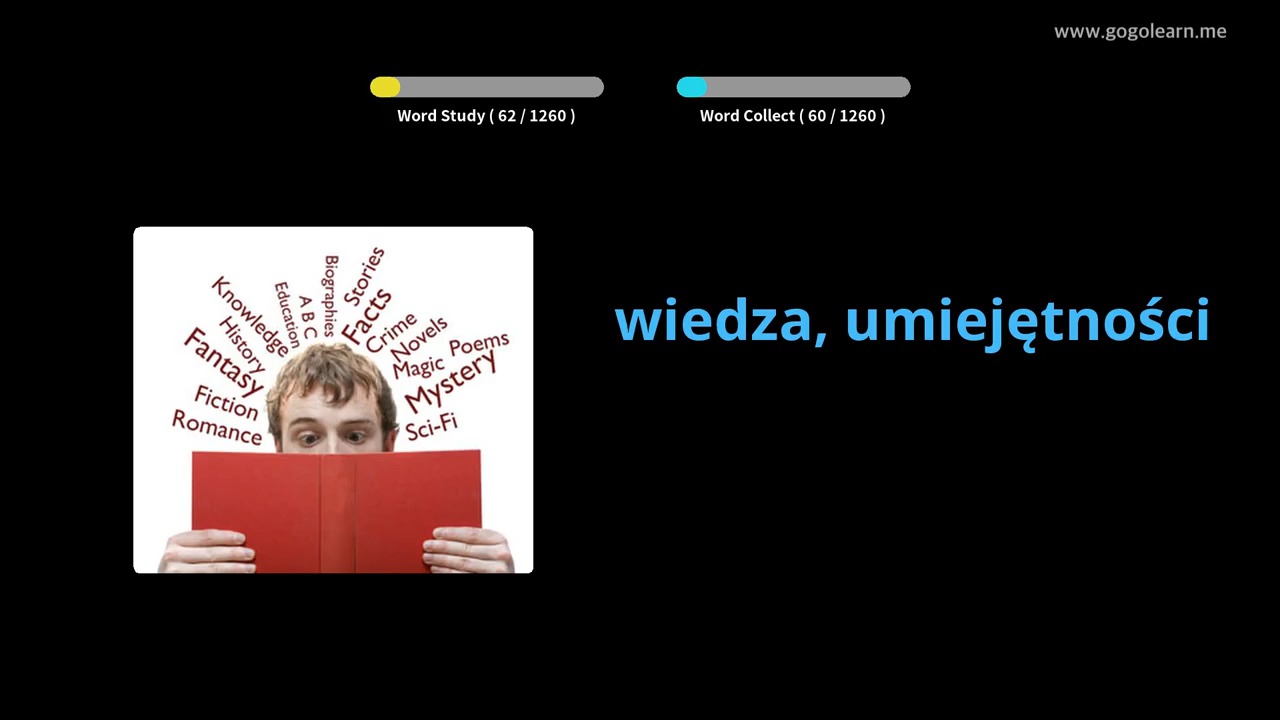 www.gogolearn.me
Word Study ( 62 / 1260 )
Word Collect ( 60 / 1260 )
wiedza, umiejętności
Knowledge
History
Fantasy
Fiction
Romance
Education
A B C
Biographies
Stories
Facts
Crime
Novels
Magic
Poems
Mystery
Sci-Fi